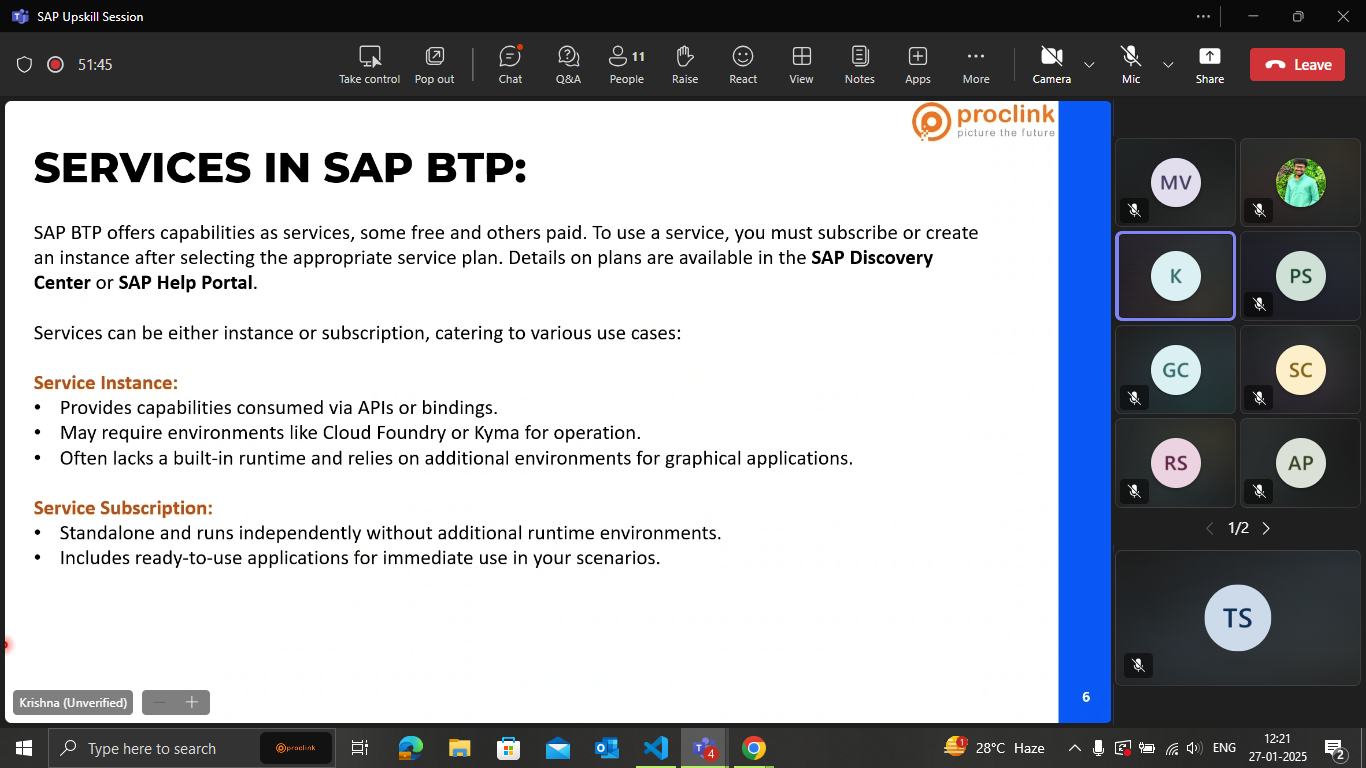 SAP Upskill Session
51:45
Take control
Pop out
Chat
Q&A
11
People
Raise
React
View
Notes
Apps
More
Camera
Mic
Share
Leave
proclink
picture the future
SERVICES IN SAP BTP:
SAP BTP offers capabilities as services, some free and others paid. To use a service, you must subscribe or create
an instance after selecting the appropriate service plan. Details on plans are available in the SAP Discovery
Center or SAP Help Portal.
Services can be either instance or subscription, catering to various use cases:
Service Instance:
• Provides capabilities consumed via APIs or bindings.
• May require environments like Cloud Foundry or Kyma for operation.
• Often lacks a built-in runtime and relies on additional environments for graphical applications.
Service Subscription:
• Standalone and runs independently without additional runtime environments.
• Includes ready-to-use applications for immediate use in your scenarios.
6
Krishna (Unverified)
MV
K
PS
GC
SC
RS
AP
1/2
TS
Type here to search
proclink
4
1
28°C Haze
ENG
12:21
27-01-2025
2